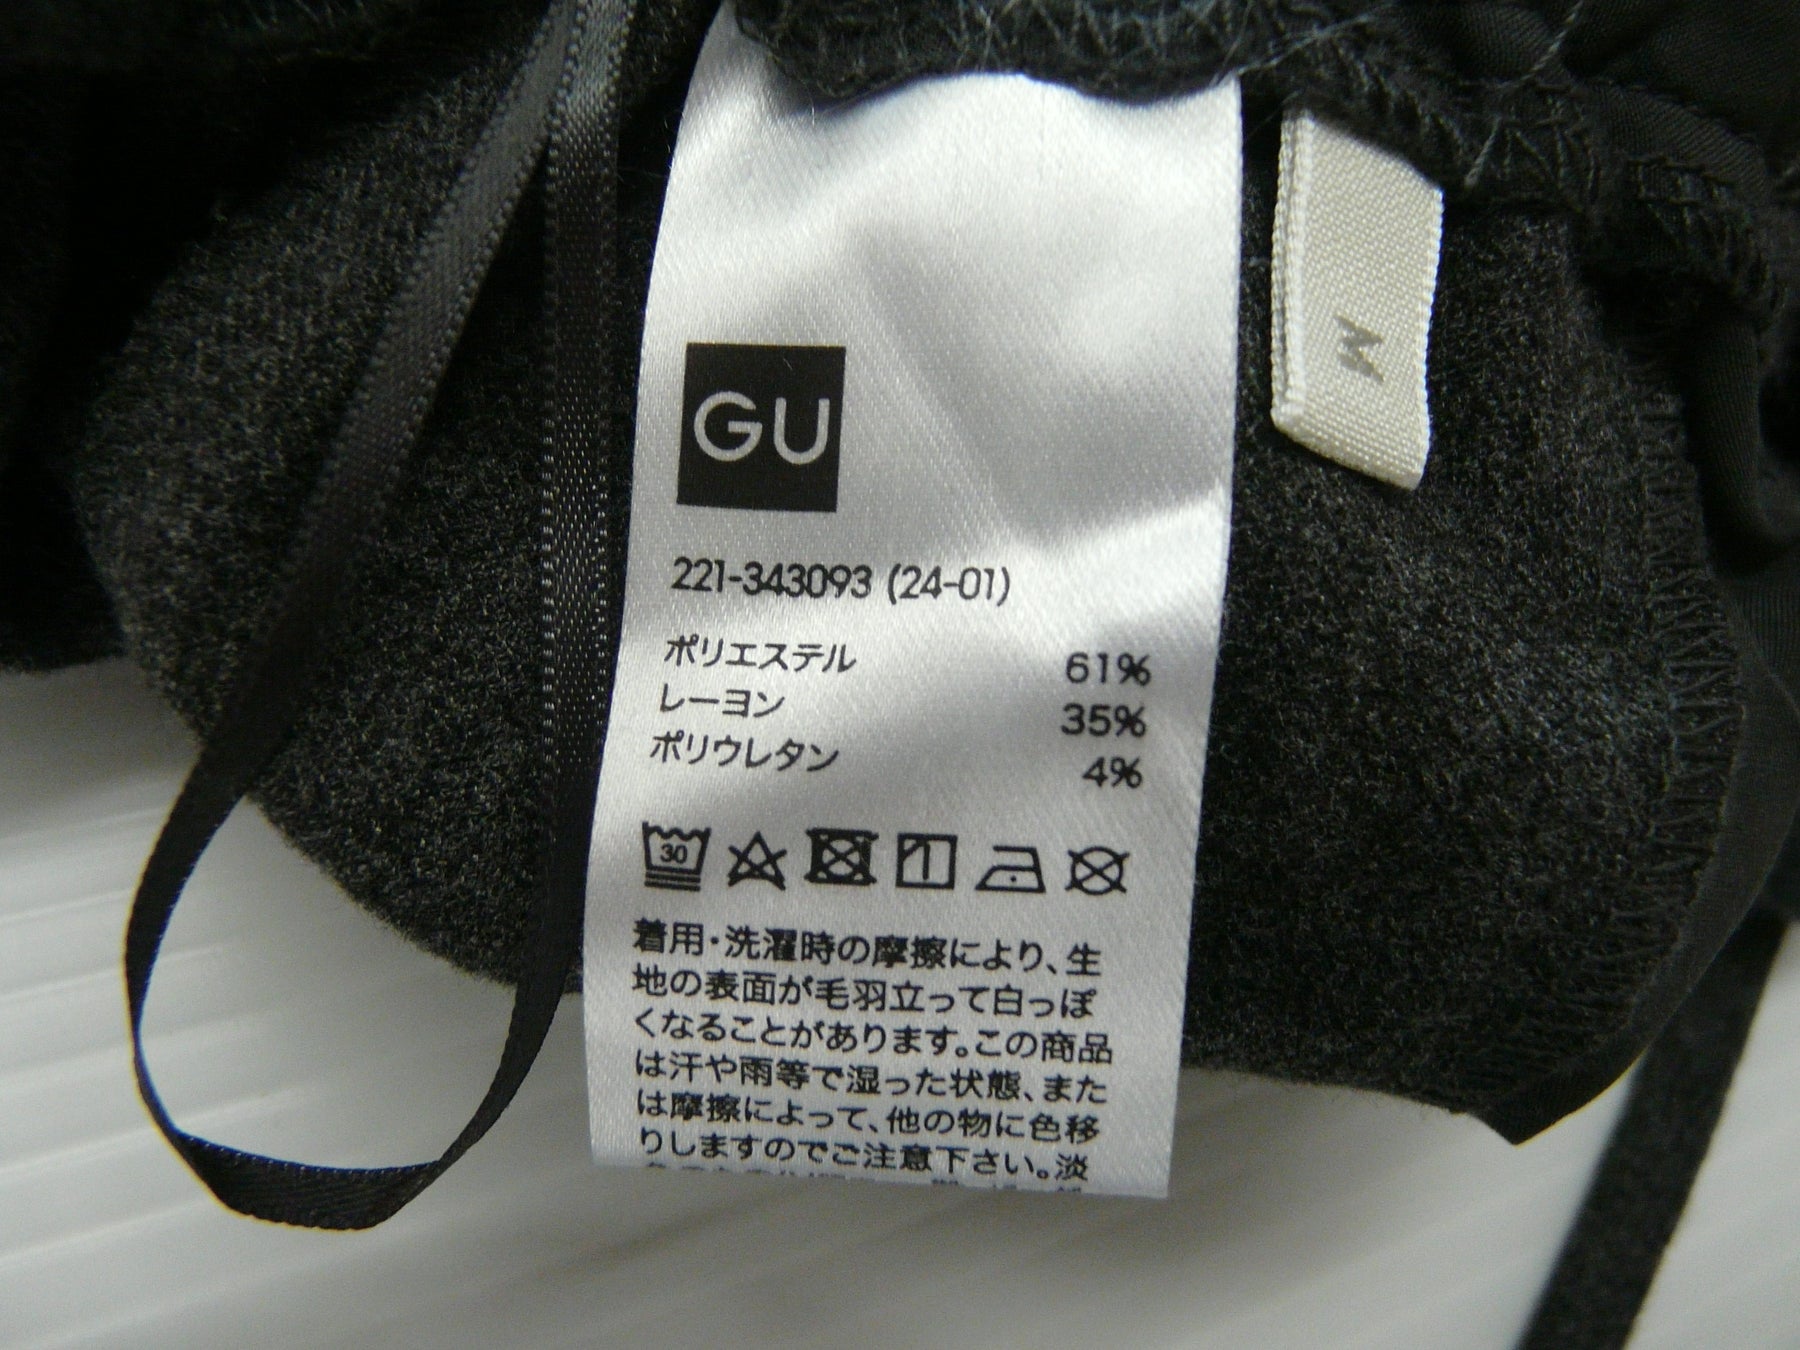 GU
M
221-343093 (24-01)
ポリエステル 61%
レーヨン 35%
ポリウレタン 4%
30
着用・洗濯時の摩擦により、生
地の表面が毛羽立って白っぽ
くなることがあります。この商品
は汗や雨等で湿った状態、また
は摩擦によって、他の物に色移
りしますのでご注意下さい。淡